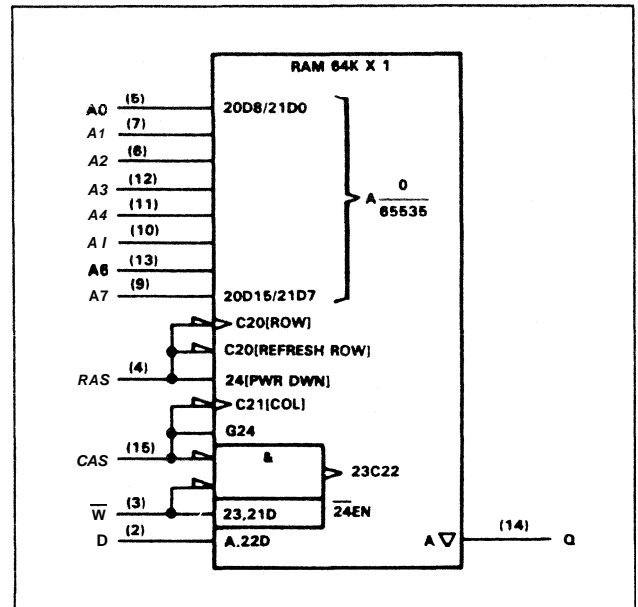 RAM 64K X 1
A0 (5) 20D8/21D0
A1 (7)
A2 (6)
A3 (12)
A4 (11)
A I (10)
A6 (13)
A7 (9) 20D15/21D7
A 0
65535
C20[ROW]
C20[REFRESH ROW]
RAS (4) 24[PWR DWN]
C21[COL]
G24
CAS (15) &
23C22
W (3) 23,21D 24EN
D (2) A,22D A ▽ (14) Q